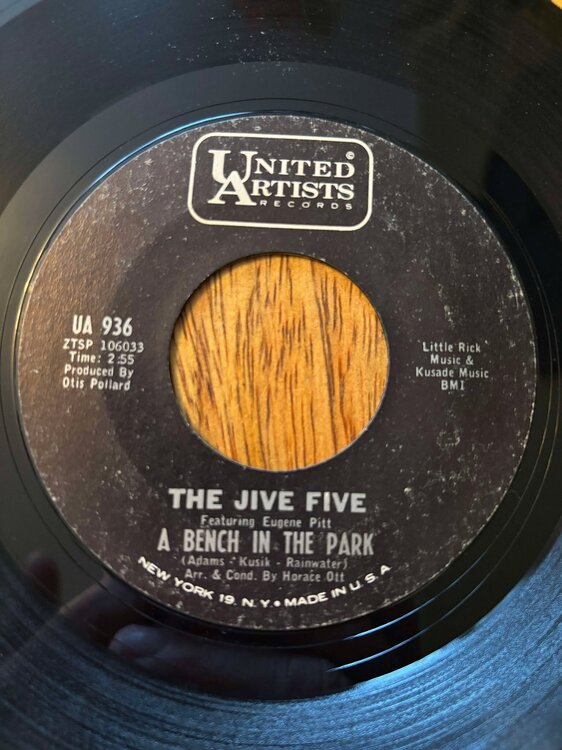 UNITED
ARTISTS
RECORDS
©
UA 936
ZTSP 106033
Time: 2:55
Produced By
Otis Pollard
Little Rick
Music &
Kusade Music
BMI
THE JIVE FIVE
Featuring Eugene Pitt
A BENCH IN THE PARK
(Adams - Kusik - Rainwater)
Arr. & Cond. By Horace Ott
NEW YORK 19, N.Y. • MADE IN U.S.A